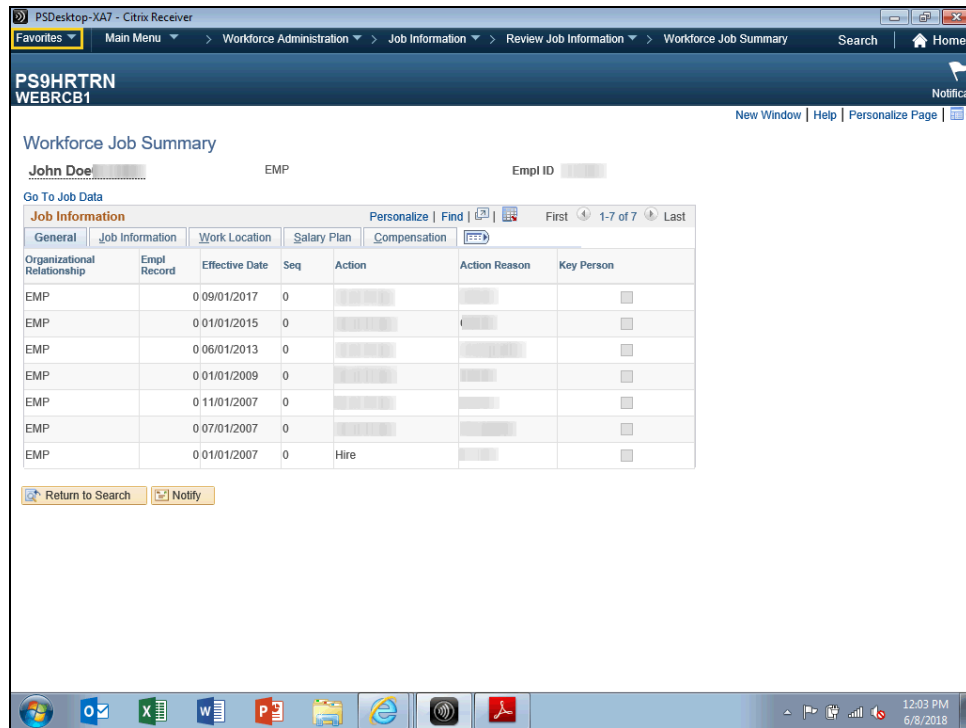 PSDesktop-XA7 - Citrix Receiver
Favorites Main Menu > Workforce Administration > Job Information > Review Job Information > Workforce Job Summary Search Home
PS9HRTRN
WEBRCB1
Notifica
New Window | Help | Personalize Page |
Workforce Job Summary
John Doe EMP Empl ID
Go To Job Data
Job Information Personalize | Find | | First 1-7 of 7 Last
General Job Information Work Location Salary Plan Compensation
Organizational Relationship Empl Record Effective Date Seq Action Action Reason Key Person
EMP 0 09/01/2017 0
EMP 0 01/01/2015 0
EMP 0 06/01/2013 0
EMP 0 01/01/2009 0
EMP 0 11/01/2007 0
EMP 0 07/01/2007 0
EMP 0 01/01/2007 0 Hire
Return to Search Notify
12:03 PM
6/8/2018